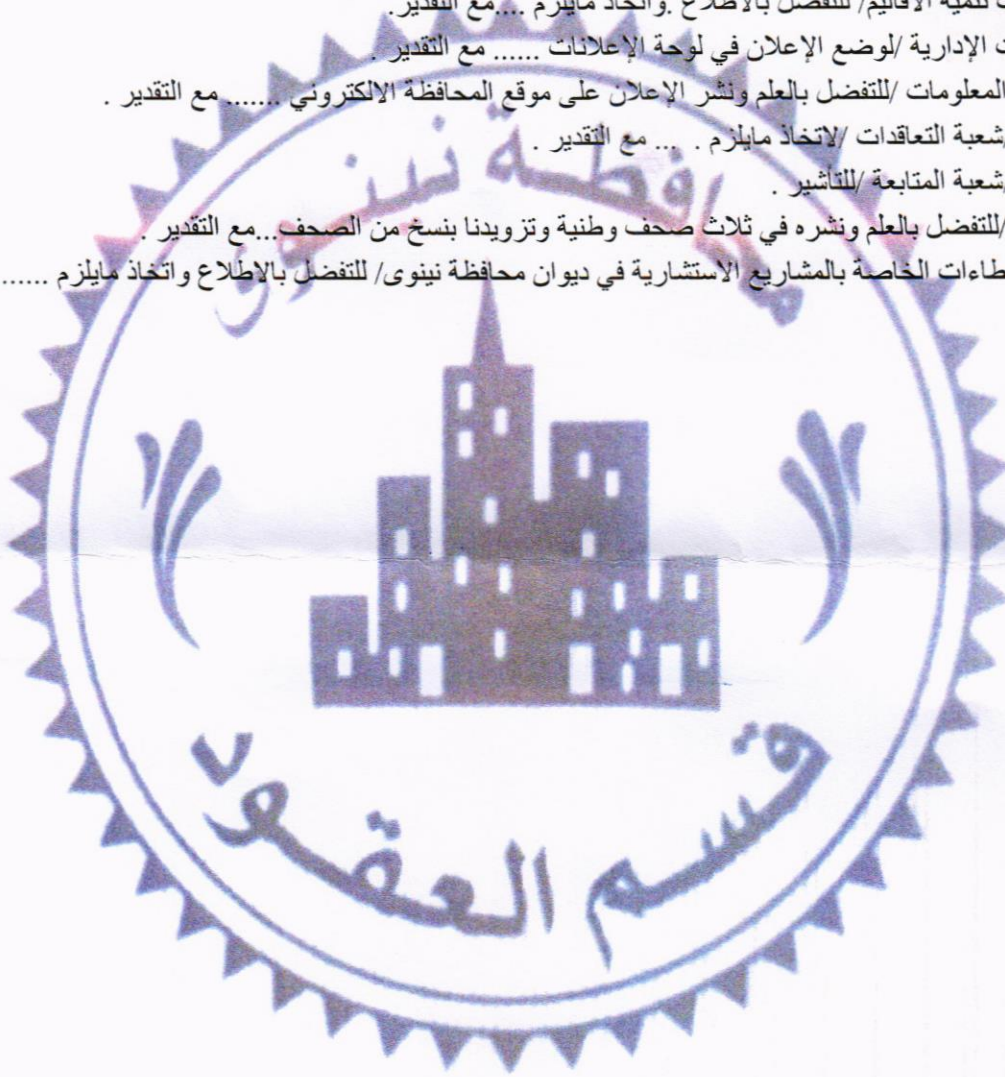 تنمية الأقاليم/ للتفضل بالاطلاع .واتخاذ مايلزم ....مع التقدير.
الإدارية /لوضع الإعلان في لوحة الإعلانات ...... مع التقدير .
المعلومات /للتفضل بالعلم ونشر الإعلان على موقع المحافظة الالكتروني ....... مع التقدير .
شعبة التعاقدات /لاتخاذ مايلزم . ... مع التقدير .
شعبة المتابعة /للتأشير .
/للتفضل بالعلم ونشره في ثلاث صحف وطنية وتزويدنا بنسخ من الصحف...مع التقدير .
طاءات الخاصة بالمشاريع الاستشارية في ديوان محافظة نينوى/ للتفضل بالاطلاع واتخاذ مايلزم ......
محافظة نينوى
قسم العقود